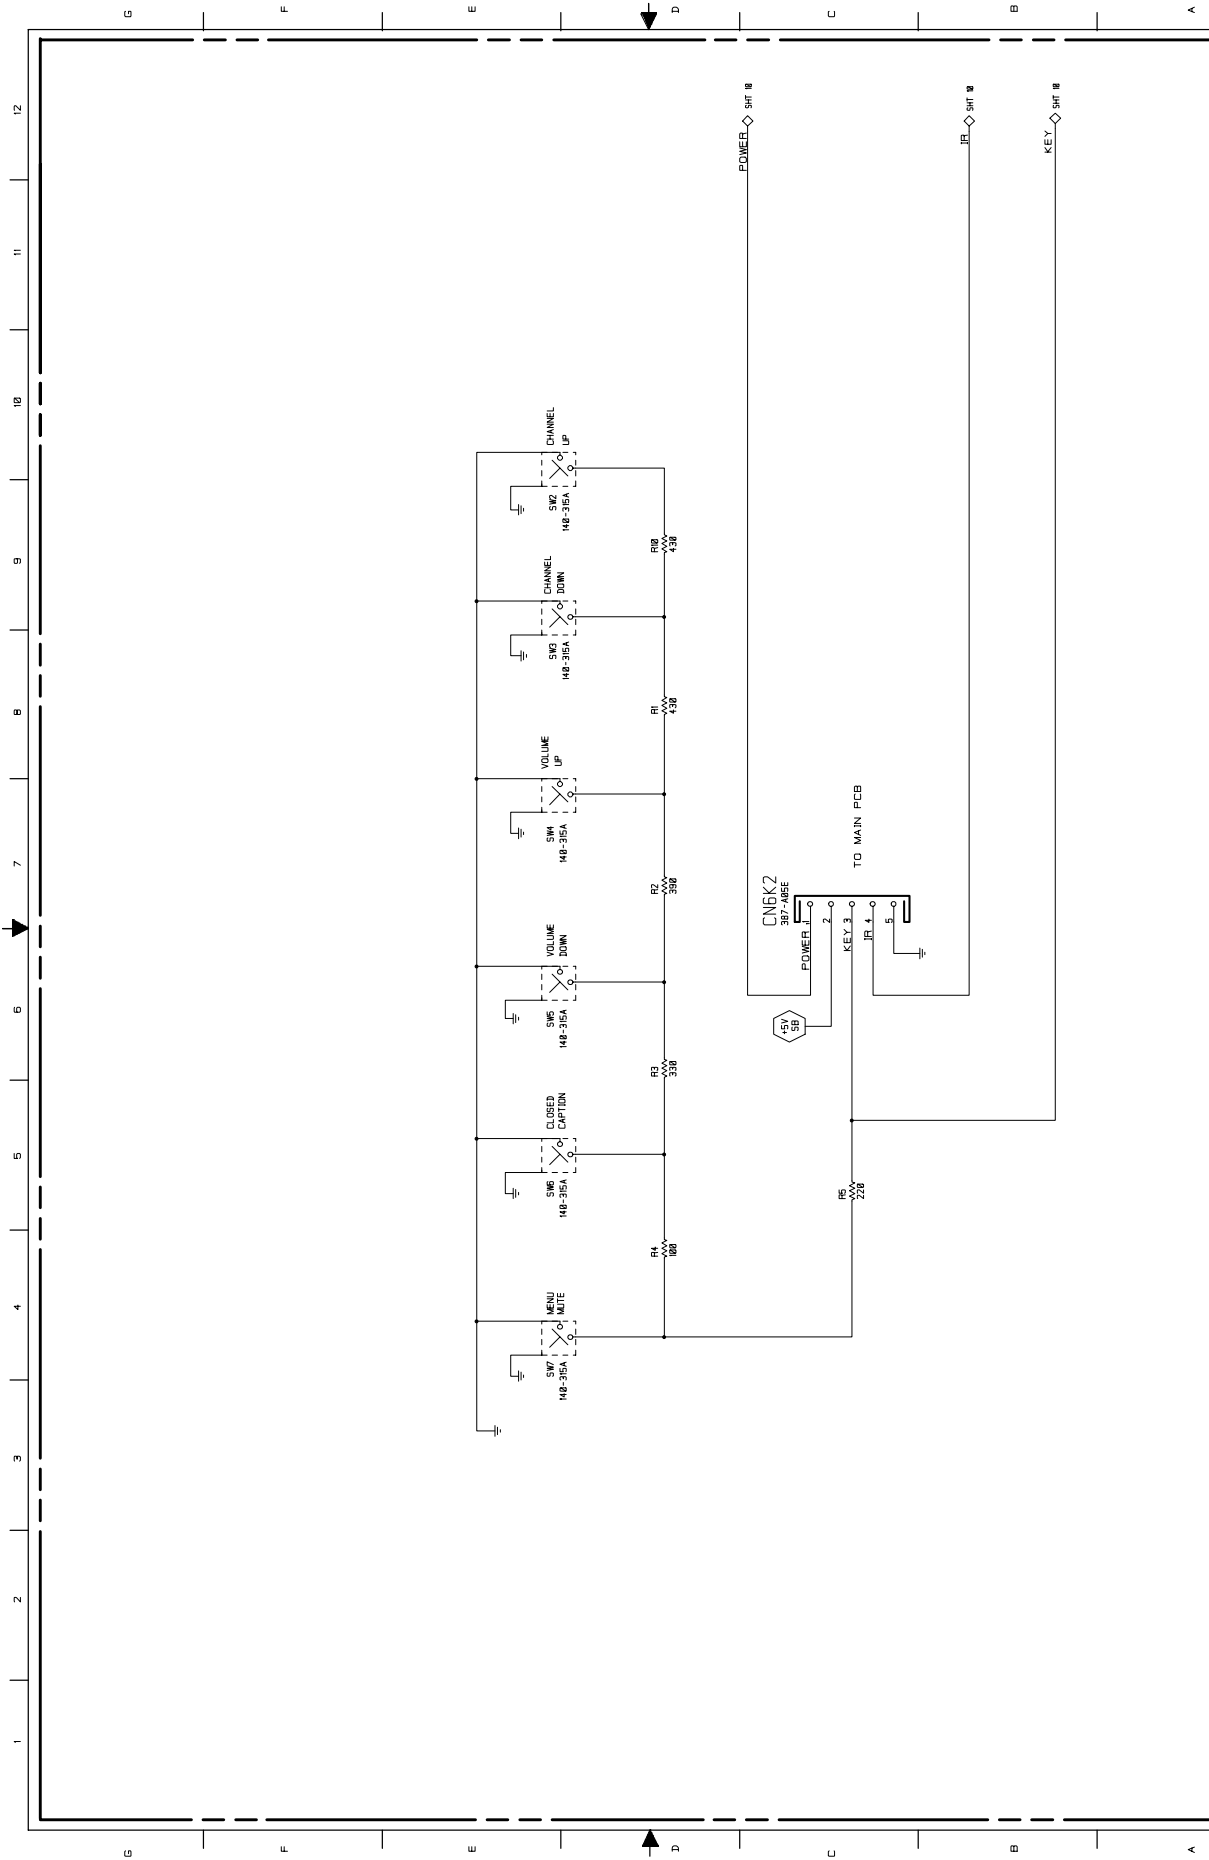 G
F
E
D
C
B
A
12
11
10
9
8
7
6
5
4
3
2
1
POWER
SHT 10
IR
SHT 10
KEY
SHT 10
CHANNEL
UP
SW2
140-315A
R10
430
CHANNEL
DOWN
SW3
140-315A
R1
430
VOLUME
UP
SW4
140-315A
R2
390
VOLUME
DOWN
SW5
140-315A
R3
330
CLOSED
CAPTION
SW6
140-315A
R4
100
MENU
MUTE
SW7
140-315A
CN6K2
387-A05E
TO MAIN PCB
POWER 1
2
KEY 3
IR 4
5
+5V
SB
R5
220
G
F
E
D
C
B
A